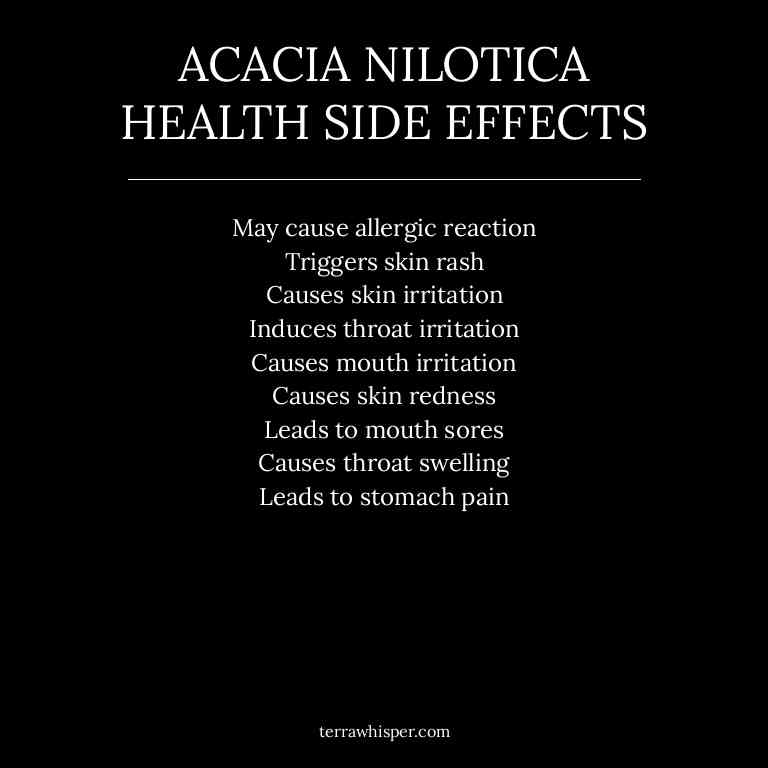 ACACIA NILOTICA
HEALTH SIDE EFFECTS
May cause allergic reaction
Triggers skin rash
Causes skin irritation
Induces throat irritation
Causes mouth irritation
Causes skin redness
Leads to mouth sores
Causes throat swelling
Leads to stomach pain
terrawhisper.com